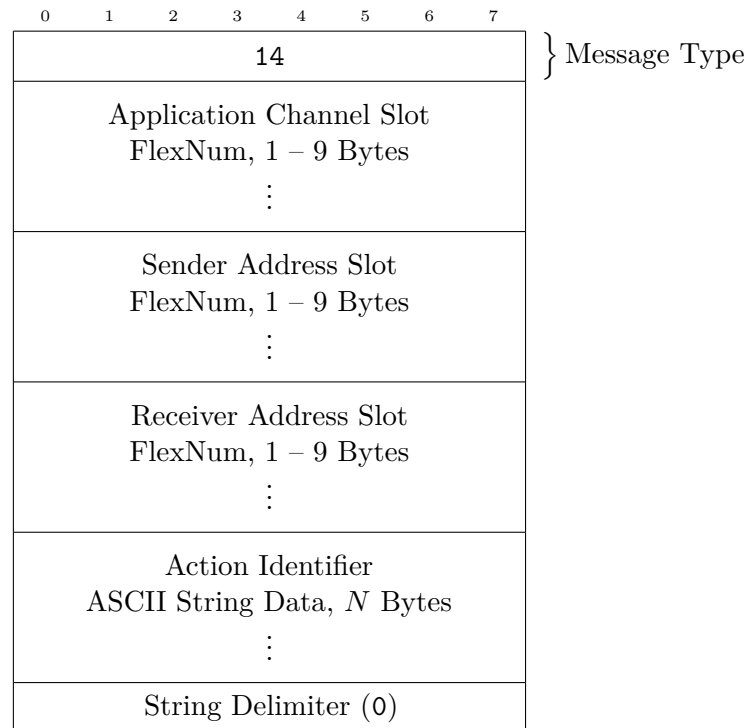 0 1 2 3 4 5 6 7
14
Message Type
Application Channel Slot
FlexNum, 1 – 9 Bytes
⋮
Sender Address Slot
FlexNum, 1 – 9 Bytes
⋮
Receiver Address Slot
FlexNum, 1 – 9 Bytes
⋮
Action Identifier
ASCII String Data, N Bytes
⋮
String Delimiter (0)